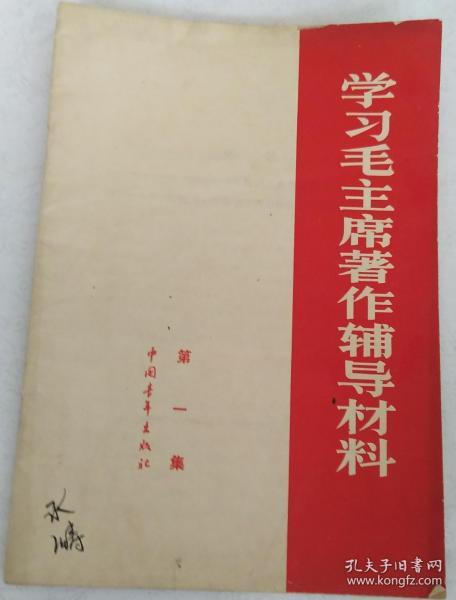 学习毛主席著作辅导材料
第一集
中国青年出版社
孔夫子旧书网
www.kongfz.com